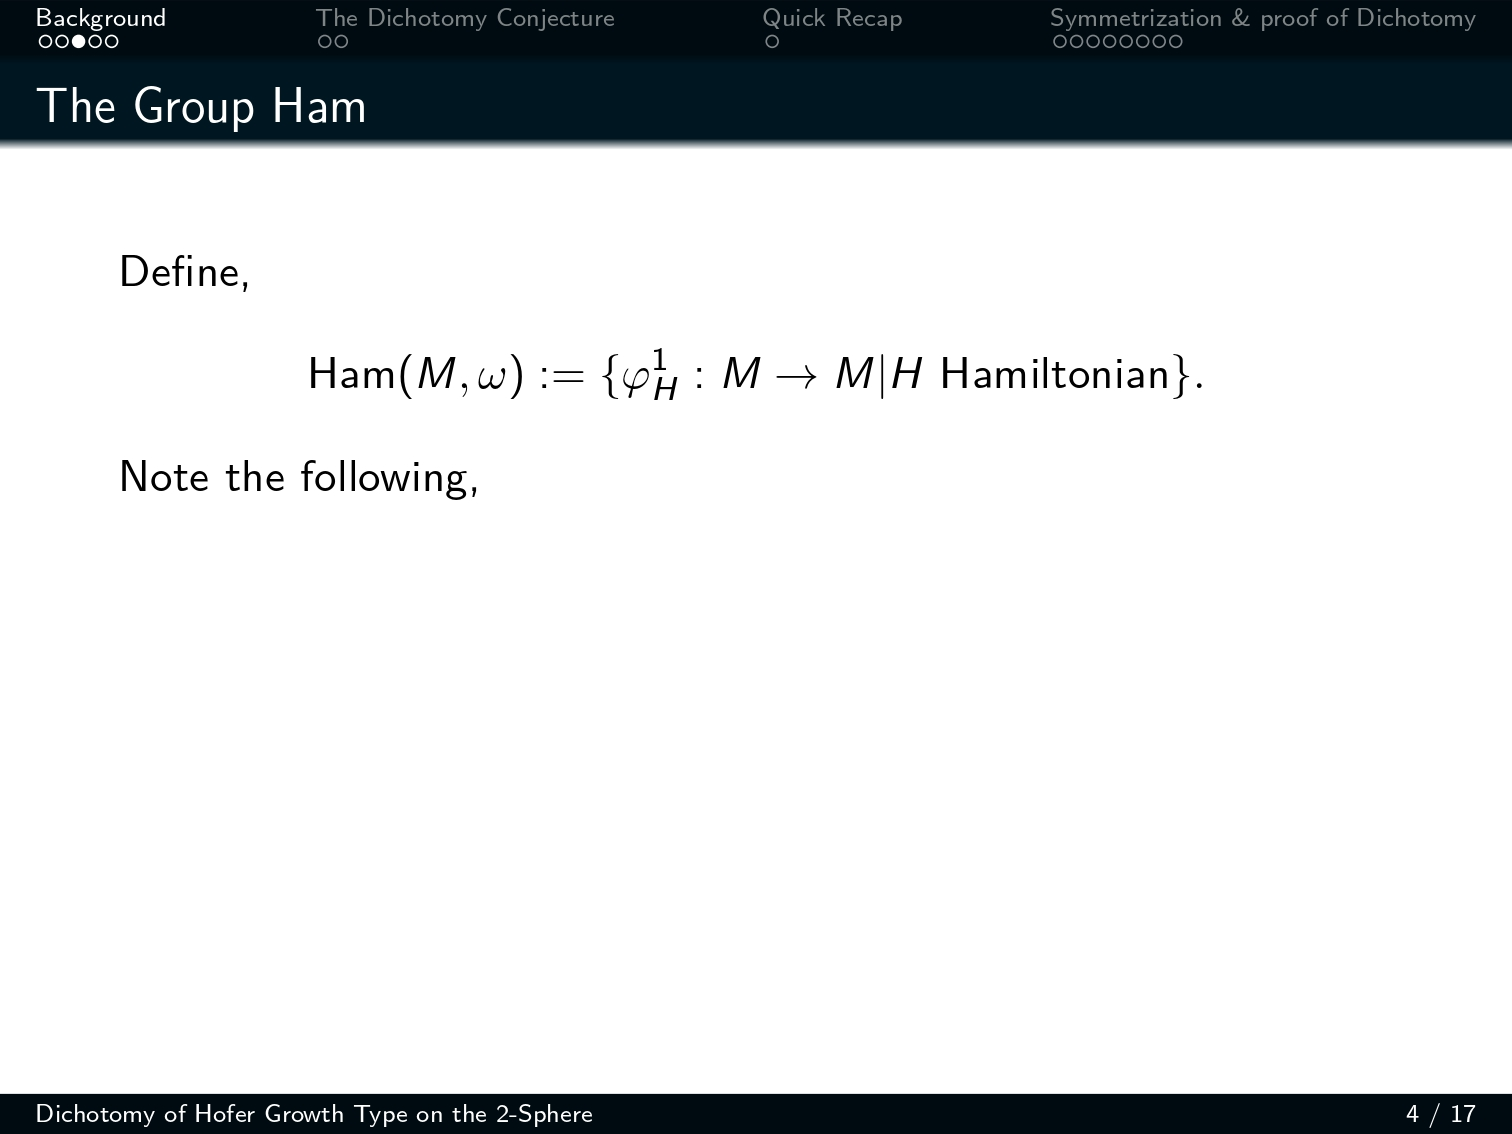 Background The Dichotomy Conjecture Quick Recap Symmetrization & proof of Dichotomy
The Group Ham
Define,
Ham(M, ω) := {φ¹_H : M → M|H Hamiltonian}.
Note the following,
Dichotomy of Hofer Growth Type on the 2-Sphere 4 / 17